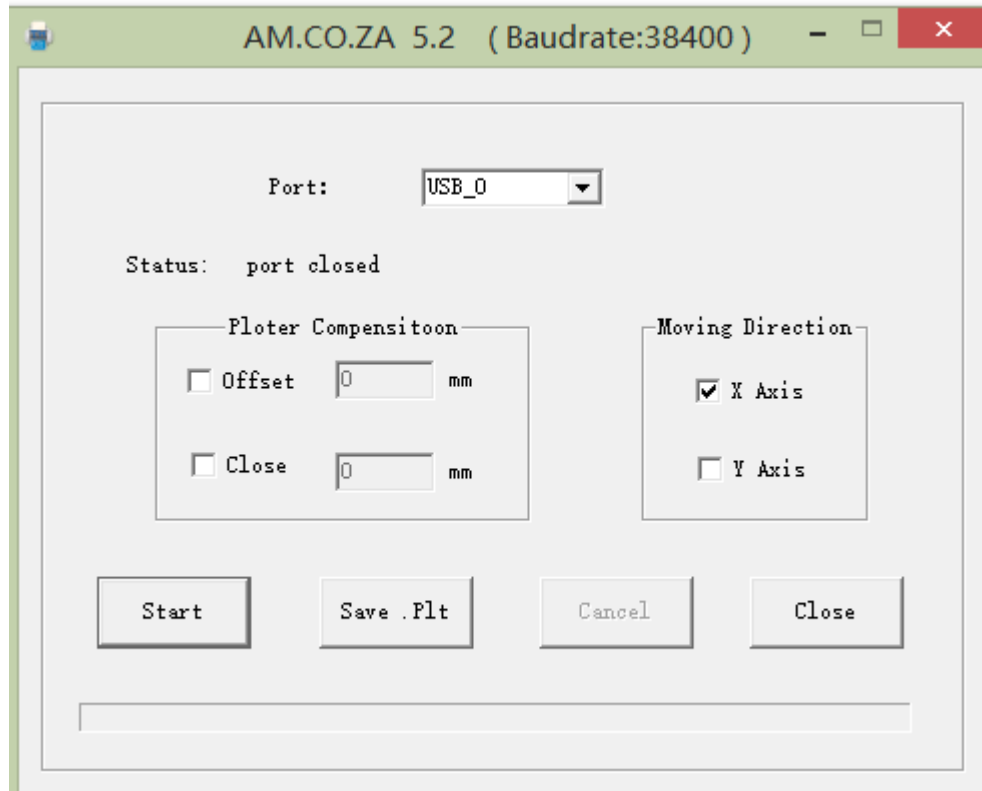 AM.CO.ZA 5.2 (Baudrate:38400)
Port: USB_0
Status: port closed
Ploter Compensitoon
Offset 0 mm
Close 0 mm
Moving Direction
X Axis
Y Axis
Start Save .Plt Cancel Close